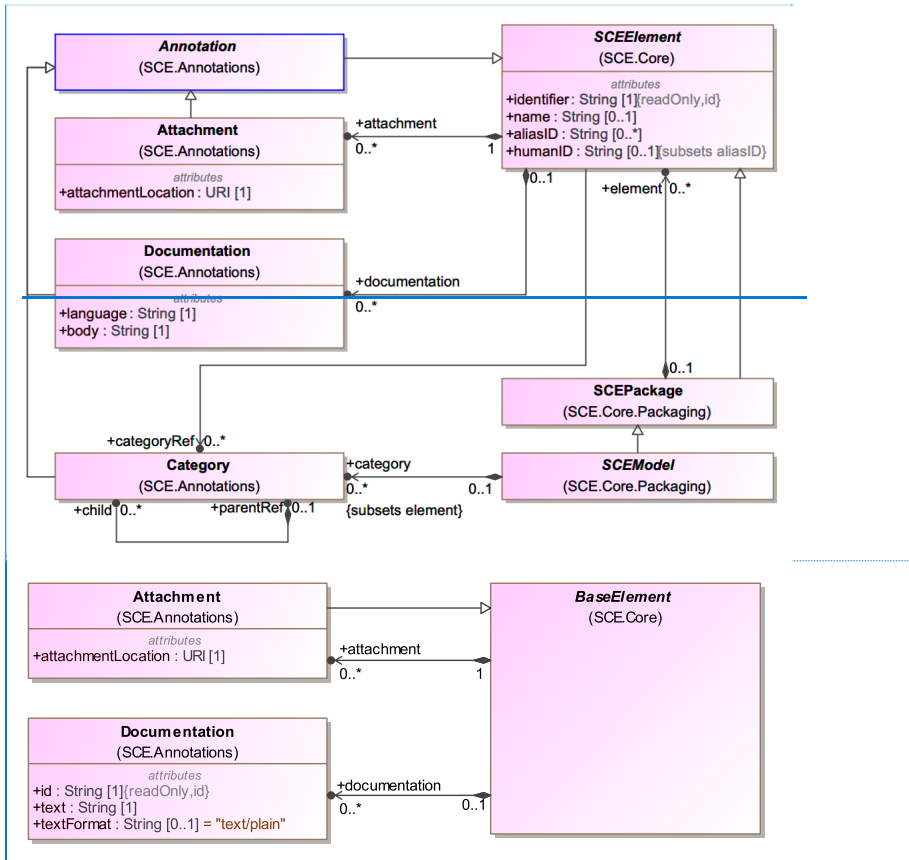 Annotation
(SCE.Annotations)
SCEElement
(SCE.Core)
attributes
+identifier : String [1]{readOnly,id}
+name : String [0..1]
+aliasID : String [0..*]
+humanID : String [0..1]{subsets aliasID}
Attachment
(SCE.Annotations)
attributes
+attachmentLocation : URI [1]
+attachment
0..*
1
0..1
+element
0..*
Documentation
(SCE.Annotations)
attributes
+language : String [1]
+body : String [1]
+documentation
0..*
0..1
SCEPackage
(SCE.Core.Packaging)
+categoryRef
0..*
Category
(SCE.Annotations)
+category
0..*
0..1
{subsets element}
SCEModel
(SCE.Core.Packaging)
+child
0..*
+parentRef
0..1
Attachment
(SCE.Annotations)
attributes
+attachmentLocation : URI [1]
BaseElement
(SCE.Core)
+attachment
0..*
1
Documentation
(SCE.Annotations)
attributes
+id : String [1]{readOnly,id}
+text : String [1]
+textFormat : String [0..1] = "text/plain"
+documentation
0..*
0..1